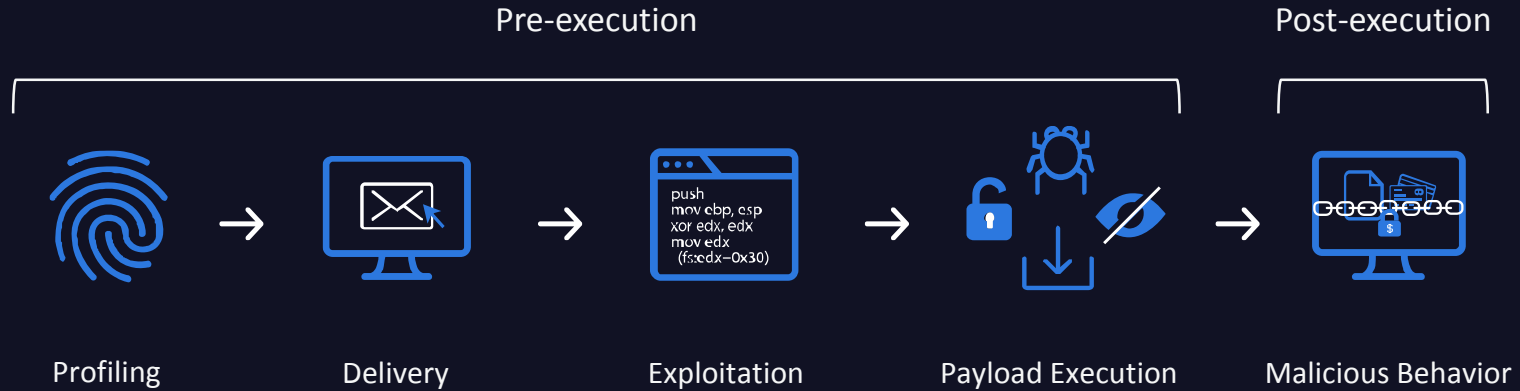 Pre-execution
Post-execution
push
mov ebp, esp
xor edx, edx
mov edx
(fs:edx-0x30)
8
$
Profiling
Delivery
Exploitation
Payload Execution
Malicious Behavior